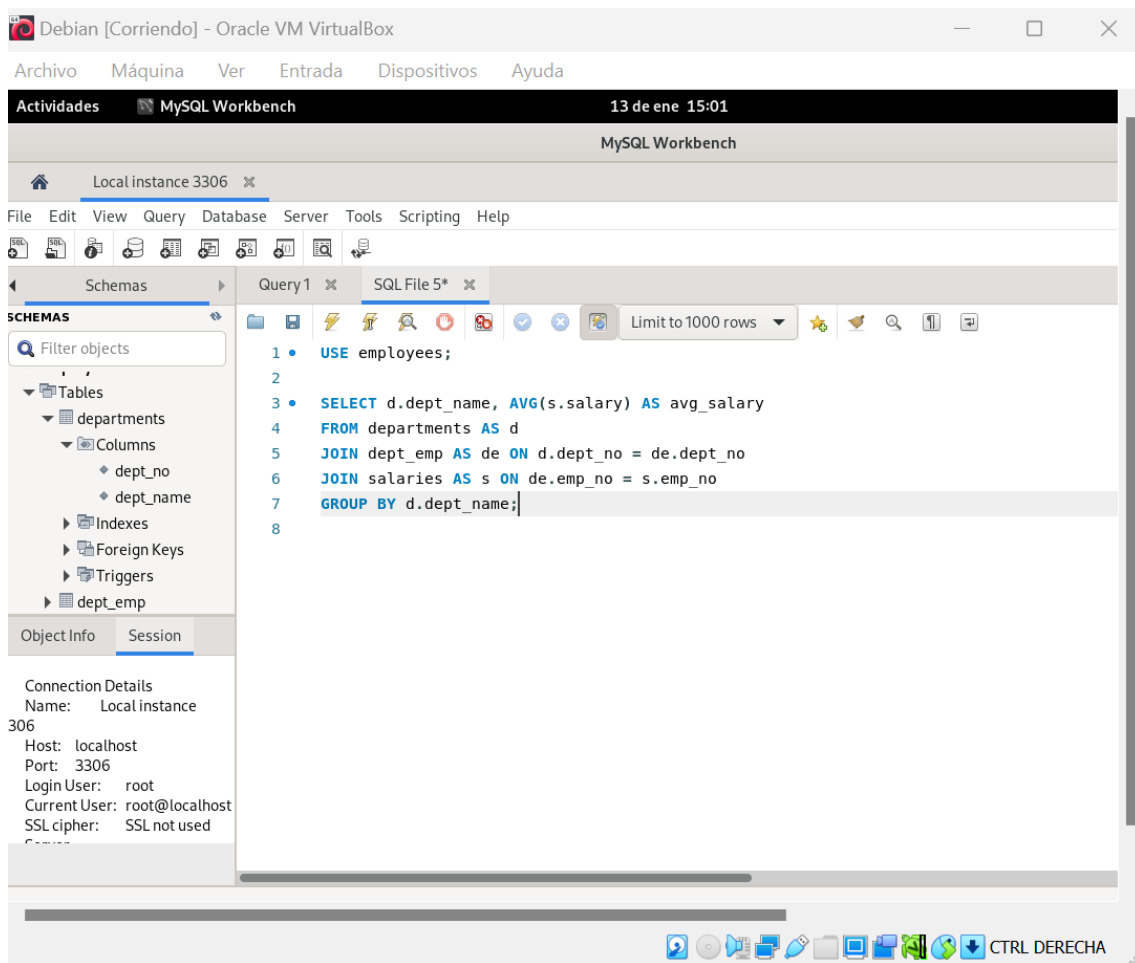 Debian [Corriendo] - Oracle VM VirtualBox
Archivo Máquina Ver Entrada Dispositivos Ayuda
Actividades MySQL Workbench 13 de ene 15:01
MySQL Workbench
Local instance 3306
File Edit View Query Database Server Tools Scripting Help
Schemas
Query 1 SQL File 5*
SCHEMAS
Limit to 1000 rows
Filter objects
Tables
departments
Columns
dept_no
dept_name
Indexes
Foreign Keys
Triggers
dept_emp
1 USE employees;
2
3 SELECT d.dept_name, AVG(s.salary) AS avg_salary
4 FROM departments AS d
5 JOIN dept_emp AS de ON d.dept_no = de.dept_no
6 JOIN salaries AS s ON de.emp_no = s.emp_no
7 GROUP BY d.dept_name;
8
Object Info Session
Connection Details
Name: Local instance
306
Host: localhost
Port: 3306
Login User: root
Current User: root@localhost
SSL cipher: SSL not used
CTRL DERECHA